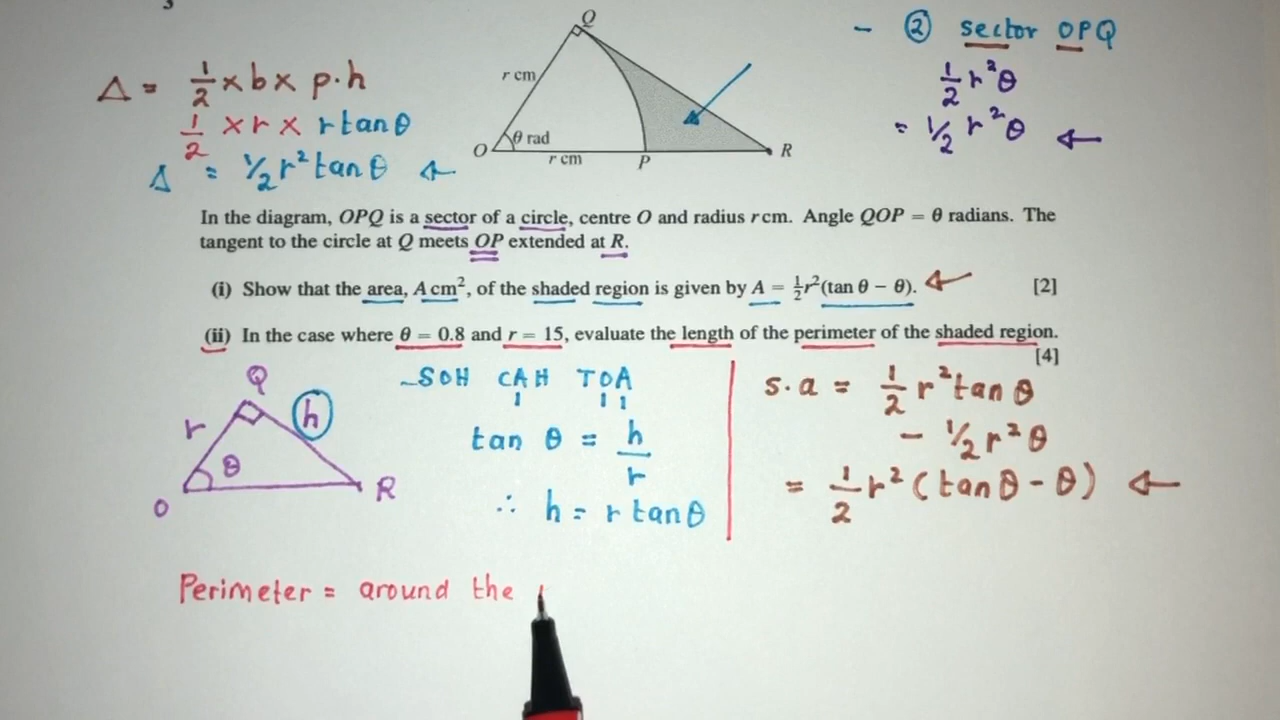 Δ = 1/2 × b × p.h
1/2 × r × r tan θ
Δ = 1/2 r² tan θ
Q
r cm
θ rad
O
r cm
P
R
- ② sector OPQ
1/2 r²θ
= 1/2 r²θ
In the diagram, OPQ is a sector of a circle, centre O and radius r cm. Angle QOP = θ radians. The
tangent to the circle at Q meets OP extended at R.
(i) Show that the area, A cm², of the shaded region is given by A = ½r²(tan θ − θ). [2]
(ii) In the case where θ = 0.8 and r = 15, evaluate the length of the perimeter of the shaded region.
[4]
Q
r
h
θ
O
R
SOH CAH TOA
tan θ = h/r
∴ h = r tan θ
s.a = 1/2 r² tan θ
- 1/2 r²θ
= 1/2 r² (tan θ - θ)
Perimeter = around the